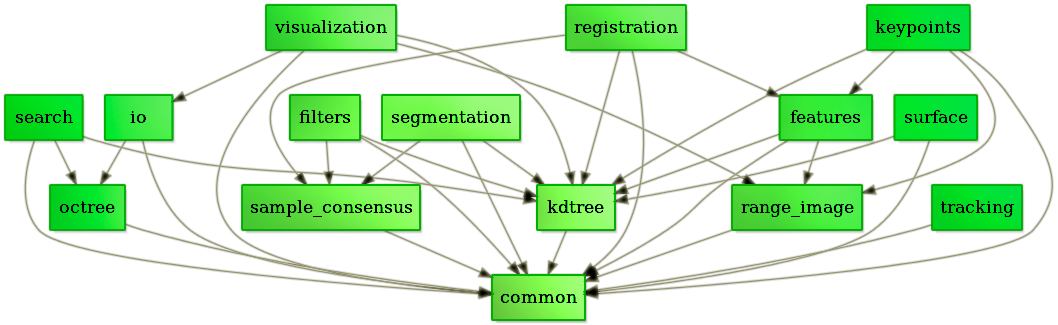 visualization
registration
keypoints
search
io
filters
segmentation
features
surface
octree
sample_consensus
kdtree
range_image
tracking
common